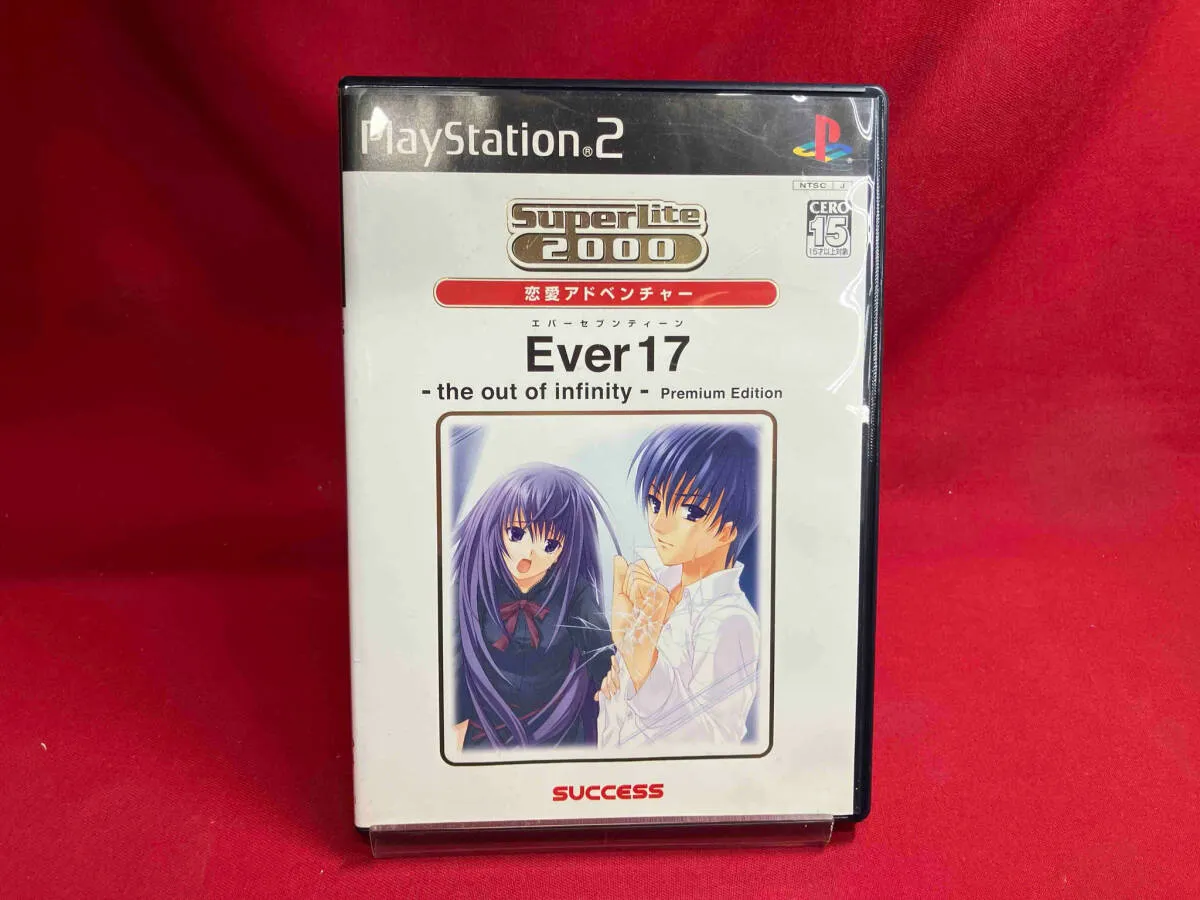 PlayStation®2
NTSC J
SuperLite
2000
CERO
15
15才以上対象
恋愛アドベンチャー
エバーセブンティーン
Ever17
- the out of infinity - Premium Edition
SUCCESS